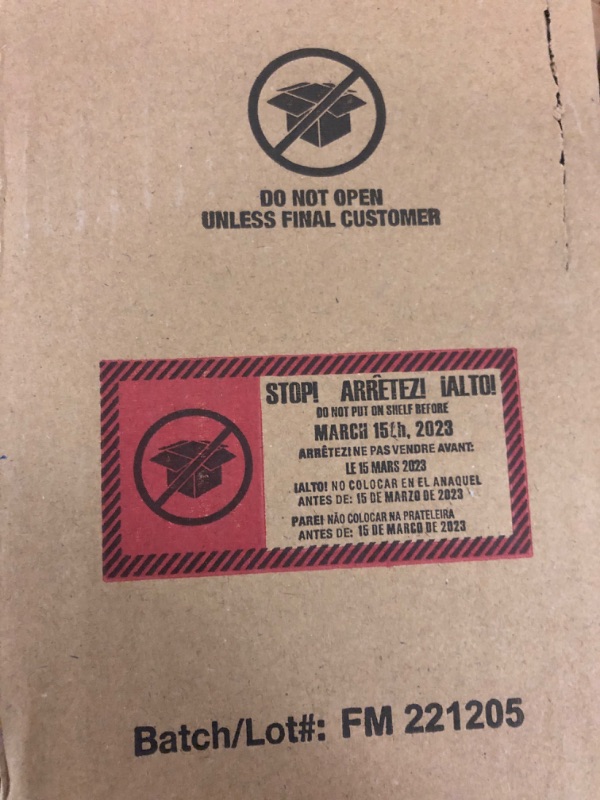 DO NOT OPEN
UNLESS FINAL CUSTOMER
STOP! ARRÊTEZ! ¡ALTO!
DO NOT PUT ON SHELF BEFORE
MARCH 15th, 2023
ARRÊTEZ! NE PAS VENDRE AVANT:
LE 15 MARS 2023
¡ALTO! NO COLOCAR EN EL ANAQUEL
ANTES DE: 15 DE MARZO DE 2023
PARE! NÃO COLOCAR NA PRATELEIRA
ANTES DE: 15 DE MARÇO DE 2023
Batch/Lot#: FM 221205